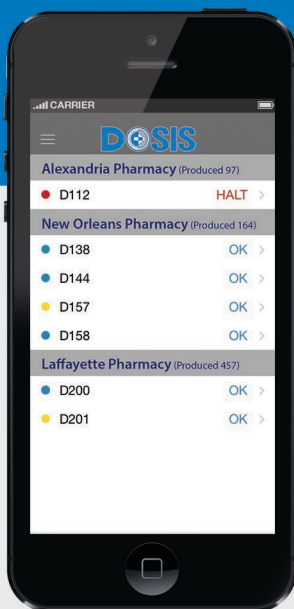 CARRIER
DOSIS
Alexandria Pharmacy (Produced 97)
D112 HALT >
New Orleans Pharmacy (Produced 164)
D138 OK >
D144 OK >
D157 OK >
D158 OK >
Laffayette Pharmacy (Produced 457)
D200 OK >
D201 OK >